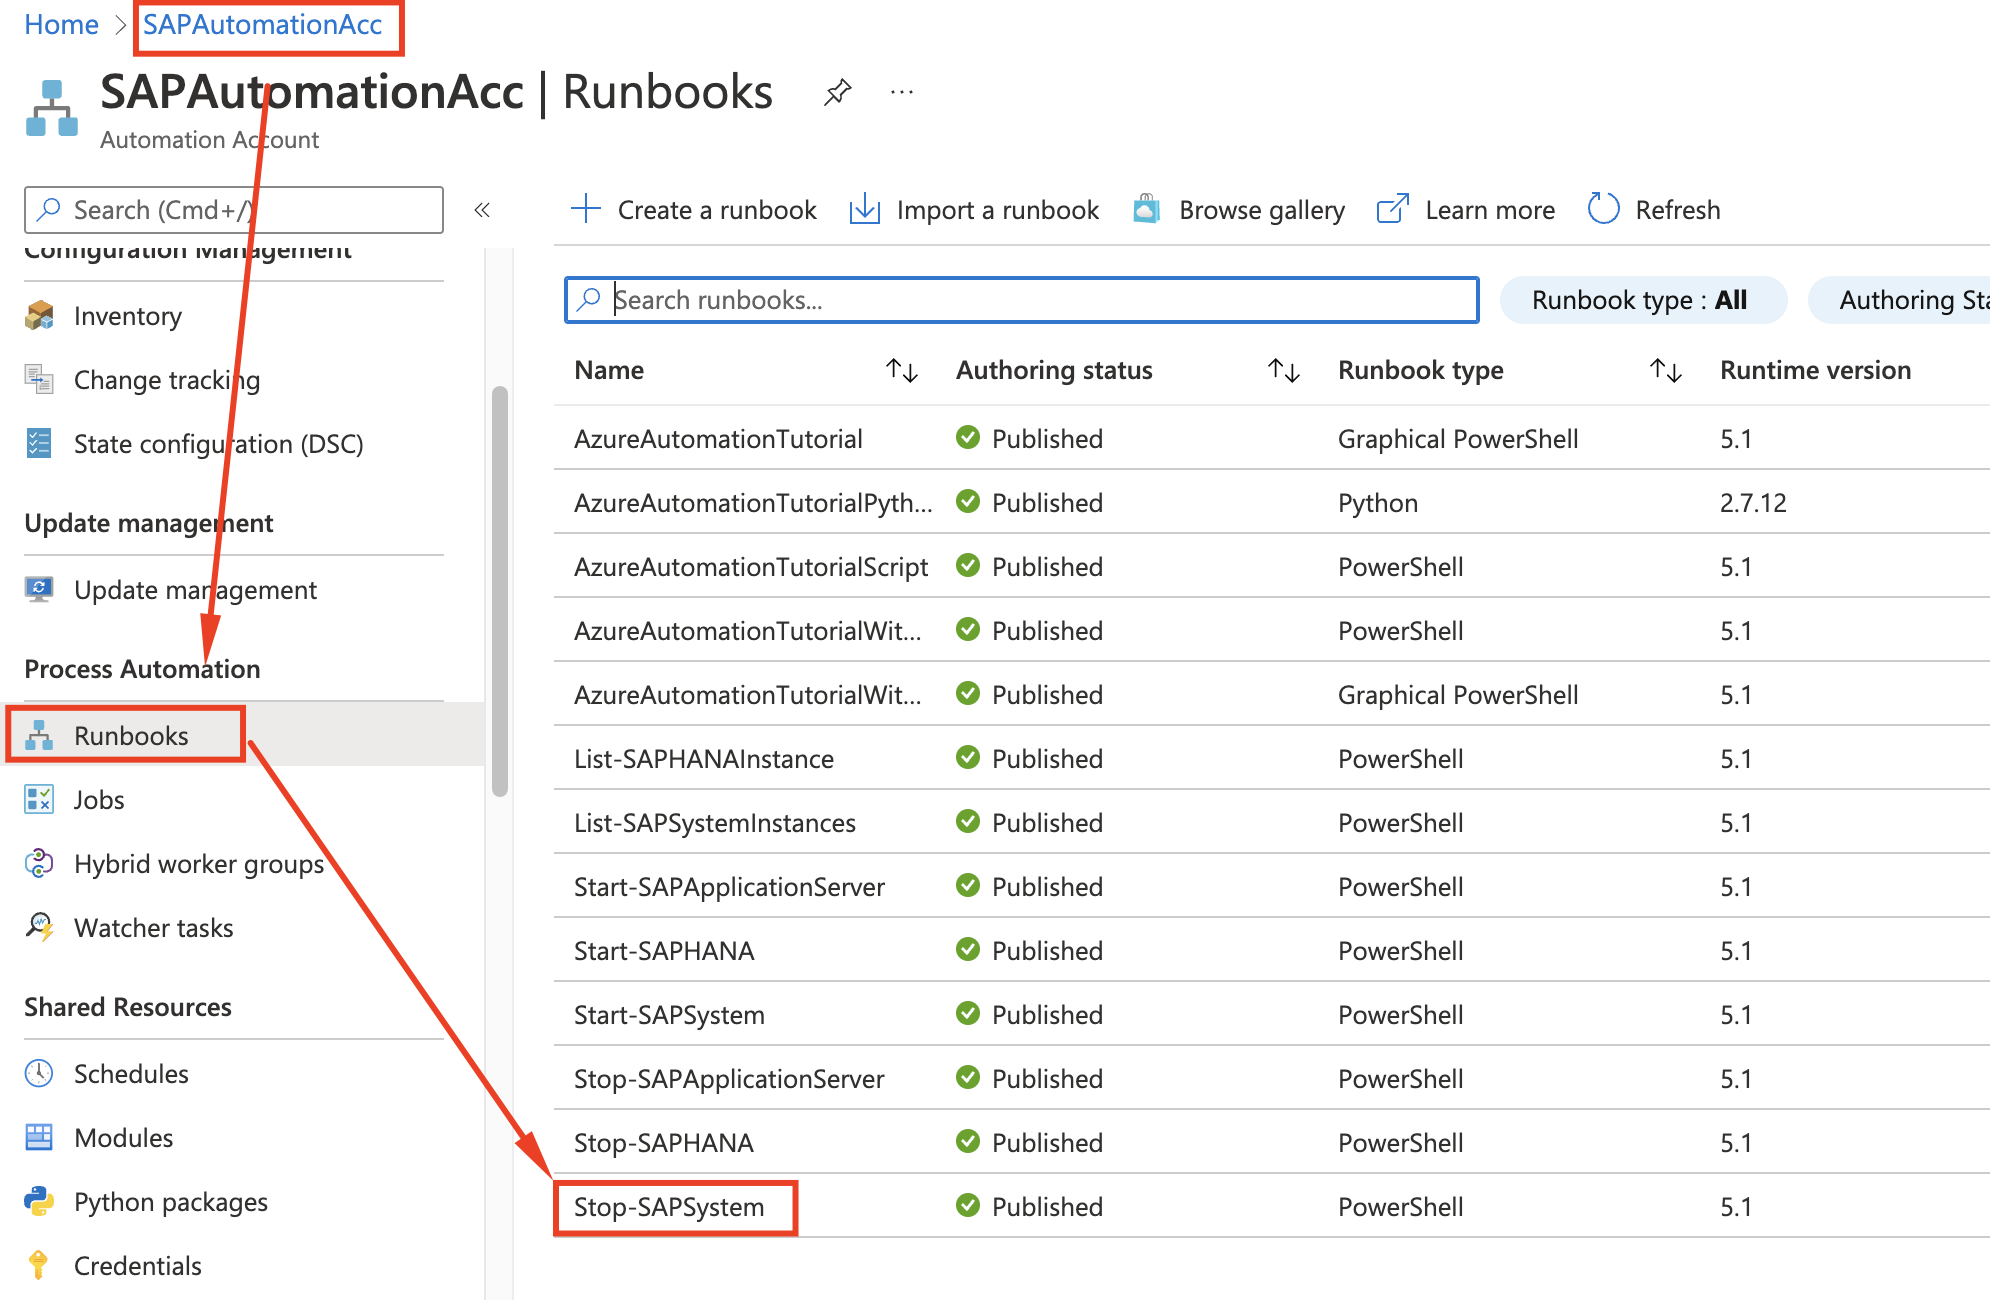 Home > SAPAutomationAcc
SAPAutomationAcc | Runbooks ...
Automation Account
Search (Cmd+/)
«
Configuration Management
Inventory
Change tracking
State configuration (DSC)
Update management
Update management
Process Automation
Runbooks
Jobs
Hybrid worker groups
Watcher tasks
Shared Resources
Schedules
Modules
Python packages
Credentials
Create a runbook Import a runbook Browse gallery Learn more Refresh
Search runbooks... Runbook type : All Authoring Sta
Name Authoring status Runbook type Runtime version
AzureAutomationTutorial Published Graphical PowerShell 5.1
AzureAutomationTutorialPyth... Published Python 2.7.12
AzureAutomationTutorialScript Published PowerShell 5.1
AzureAutomationTutorialWit... Published PowerShell 5.1
AzureAutomationTutorialWit... Published Graphical PowerShell 5.1
List-SAPHANAInstance Published PowerShell 5.1
List-SAPSystemInstances Published PowerShell 5.1
Start-SAPApplicationServer Published PowerShell 5.1
Start-SAPHANA Published PowerShell 5.1
Start-SAPSystem Published PowerShell 5.1
Stop-SAPApplicationServer Published PowerShell 5.1
Stop-SAPHANA Published PowerShell 5.1
Stop-SAPSystem Published PowerShell 5.1